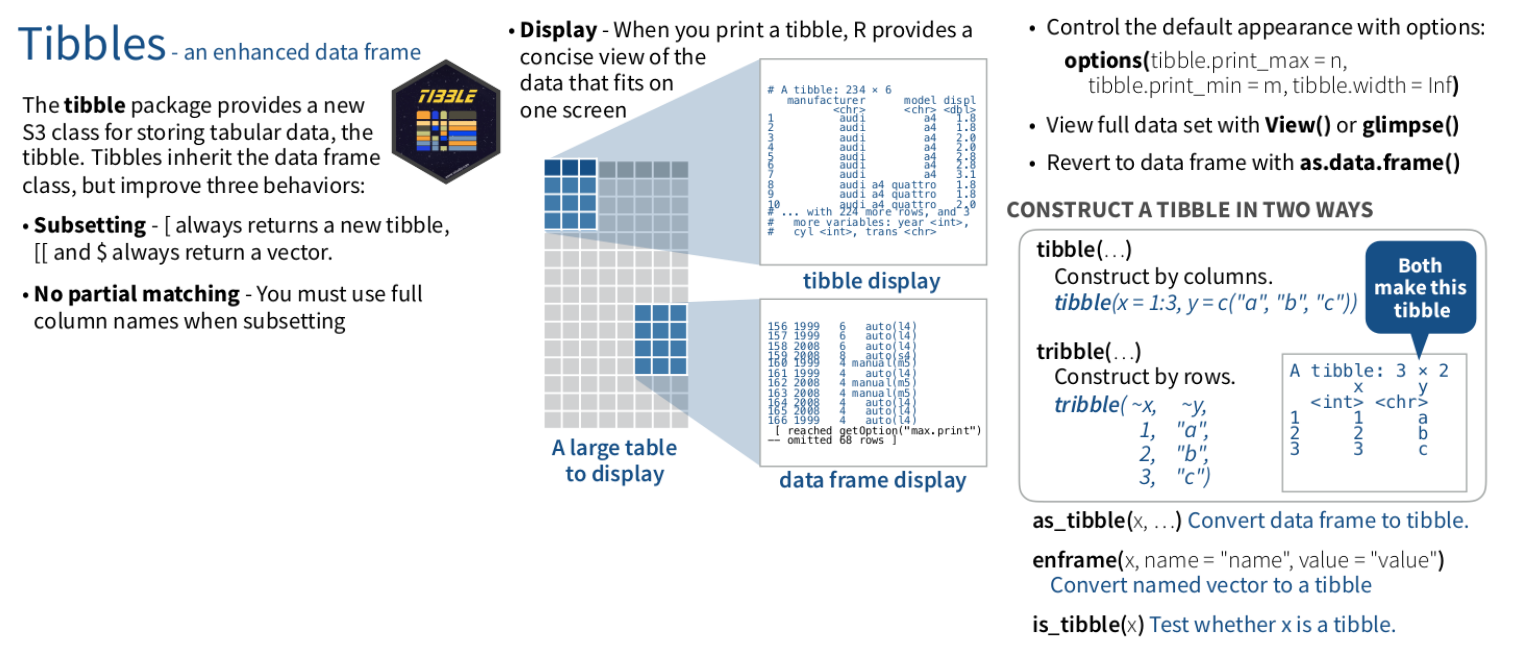 Tibbles - an enhanced data frame
TIBBLE
The tibble package provides a new
S3 class for storing tabular data, the
tibble. Tibbles inherit the data frame
class, but improve three behaviors:
• Subsetting - [ always returns a new tibble,
[[ and $ always return a vector.
• No partial matching - You must use full
column names when subsetting
• Display - When you print a tibble, R provides a
concise view of the
data that fits on
one screen
# A tibble: 234 × 6
manufacturer model displ
<chr> <chr> <dbl>
1 audi a4 1.8
2 audi a4 1.8
3 audi a4 2.0
4 audi a4 2.0
5 audi a4 2.8
6 audi a4 2.8
7 audi a4 3.1
8 audi a4 quattro 1.8
9 audi a4 quattro 1.8
10 audi a4 quattro 2.0
# ... with 224 more rows, and 3
# more variables: year <int>,
# cyl <int>, trans <chr>
tibble display
156 1999 6 auto(l4)
157 1999 6 auto(l4)
158 2008 6 auto(l4)
159 2008 8 auto(s4)
160 1999 4 manual(m5)
161 1999 4 auto(l4)
162 2008 4 manual(m5)
163 2008 4 manual(m5)
164 2008 4 auto(l4)
165 2008 4 auto(l4)
166 1999 4 auto(l4)
[ reached getOption("max.print")
-- omitted 68 rows ]
data frame display
A large table
to display
• Control the default appearance with options:
options(tibble.print_max = n,
tibble.print_min = m, tibble.width = Inf)
• View full data set with View() or glimpse()
• Revert to data frame with as.data.frame()
CONSTRUCT A TIBBLE IN TWO WAYS
tibble(…)
Construct by columns.
tibble(x = 1:3, y = c("a", "b", "c"))
Both
make this
tibble
tribble(…)
Construct by rows.
tribble( ~x, ~y,
1, "a",
2, "b",
3, "c")
A tibble: 3 × 2
x y
<int> <chr>
1 1 a
2 2 b
3 3 c
as_tibble(x, …) Convert data frame to tibble.
enframe(x, name = "name", value = "value")
Convert named vector to a tibble
is_tibble(x) Test whether x is a tibble.